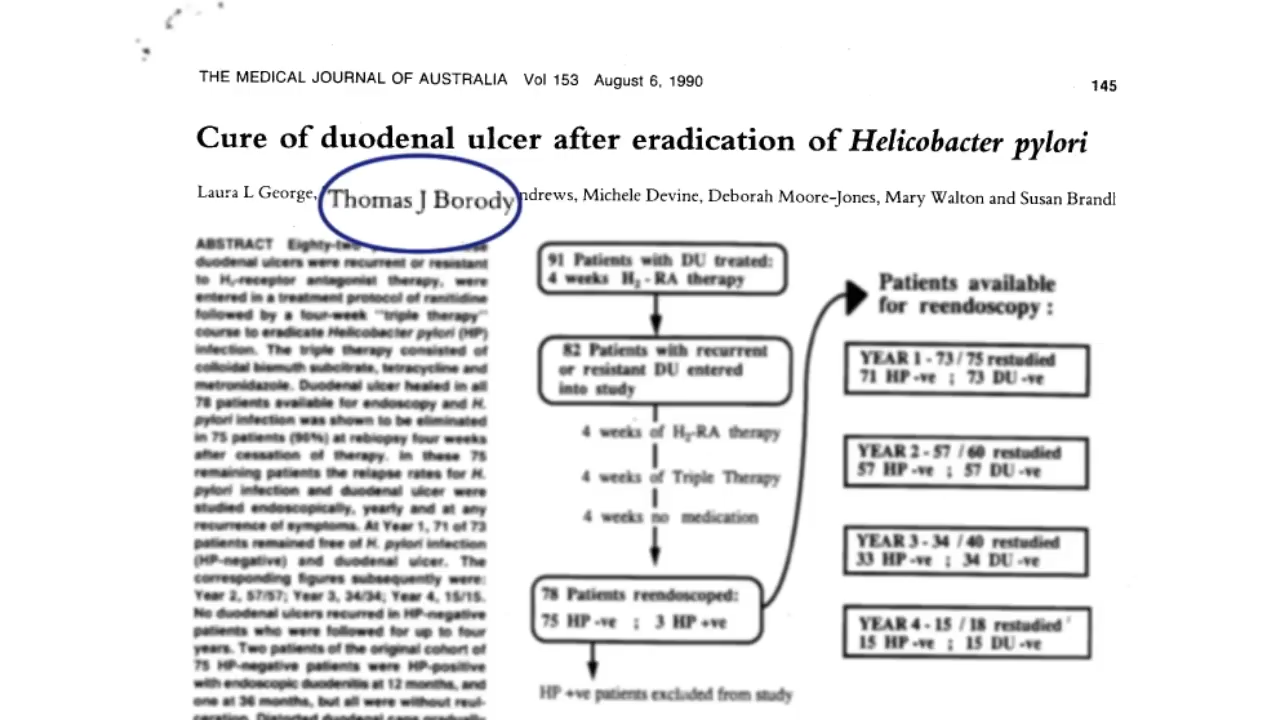 THE MEDICAL JOURNAL OF AUSTRALIA Vol 153 August 6, 1990
145
Cure of duodenal ulcer after eradication of Helicobacter pylori
Laura L George, Thomas J Borody ndrews, Michele Devine, Deborah Moore-Jones, Mary Walton and Susan Brandl
ABSTRACT Eighty-two
duodenal ulcers were recurrent or resistant
to H₂-receptor antagonist therapy, were
entered in a treatment protocol of ranitidine
followed by a four-week "triple therapy"
course to eradicate Helicobacter pylori (HP)
infection. The triple therapy consisted of
colloidal bismuth subcitrate, tetracycline and
metronidazole. Duodenal ulcer healed in all
78 patients available for endoscopy and H.
pylori infection was shown to be eliminated
in 75 patients (96%) at rebiopsy four weeks
after cessation of therapy. In these 75
remaining patients the relapse rates for H.
pylori infection and duodenal ulcer were
studied endoscopically, yearly and at any
recurrence of symptoms. At Year 1, 71 of 73
patients remained free of H. pylori infection
(HP-negative) and duodenal ulcer. The
corresponding figures subsequently were:
Year 2, 57/57; Year 3, 34/34; Year 4, 15/15.
No duodenal ulcers recurred in HP-negative
patients who were followed for up to four
years. Two patients of the original cohort of
75 HP-negative patients were HP-positive
with endoscopic duodenitis at 12 months, and
one at 36 months, but all were without reul-
ceration. Distorted duodenal caps gradually
91 Patients with DU treated:
4 weeks H₂ - RA therapy
82 Patients with recurrent
or resistant DU entered
into study
4 weeks of H₂-RA therapy
4 weeks of Triple Therapy
4 weeks no medication
78 Patients reendoscoped:
75 HP -ve ; 3 HP +ve
HP +ve patients excluded from study
Patients available
for reendoscopy :
YEAR 1 - 73 / 75 restudied
71 HP -ve ; 73 DU -ve
YEAR 2 - 57 / 60 restudied
57 HP -ve ; 57 DU -ve
YEAR 3 - 34 / 40 restudied
33 HP -ve ; 34 DU -ve
YEAR 4 - 15 / 18 restudied
15 HP -ve ; 15 DU -ve